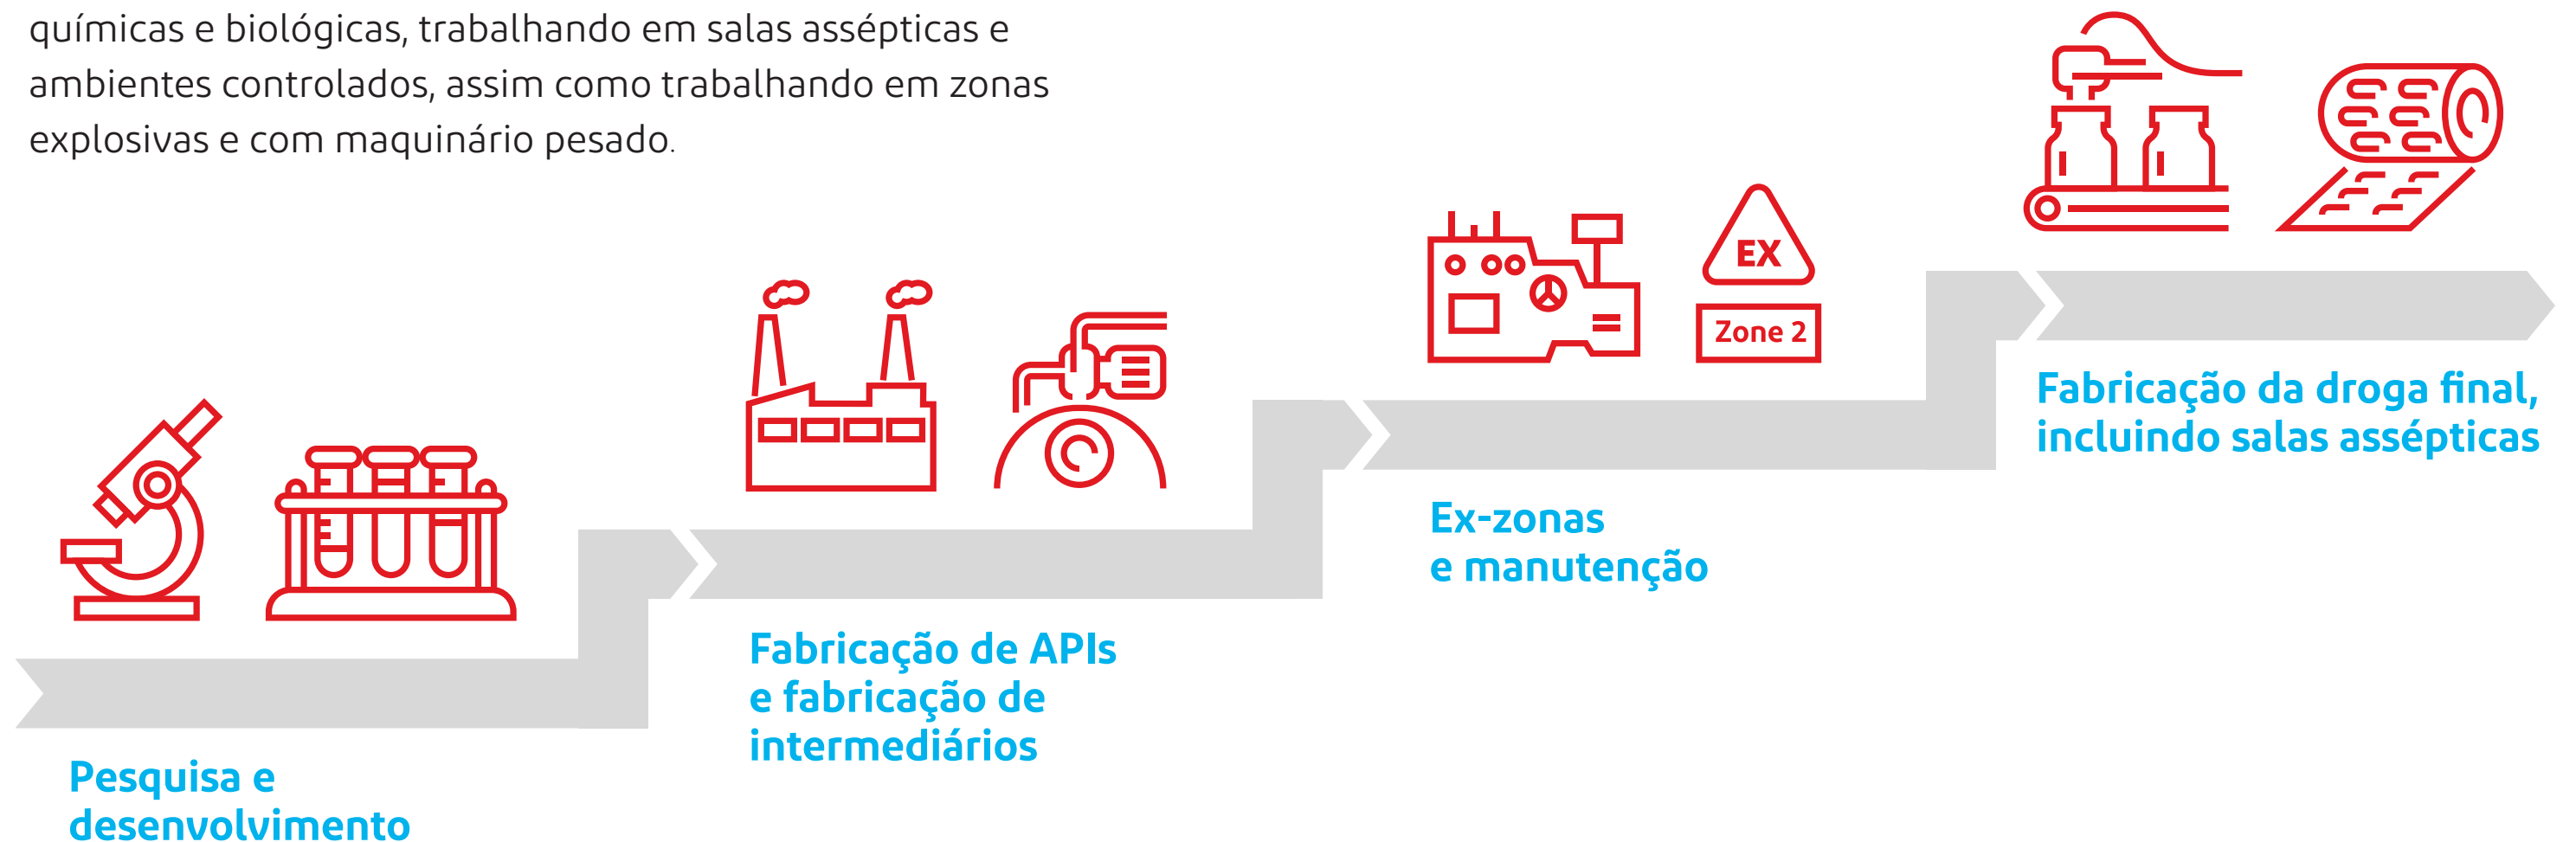 químicas e biológicas, trabalhando em salas assépticas e
ambientes controlados, assim como trabalhando em zonas
explosivas e com maquinário pesado.
EX
Zone 2
Fabricação da droga final,
incluindo salas assépticas
Ex-zonas
e manutenção
Fabricação de APIs
e fabricação de
intermediários
Pesquisa e
desenvolvimento